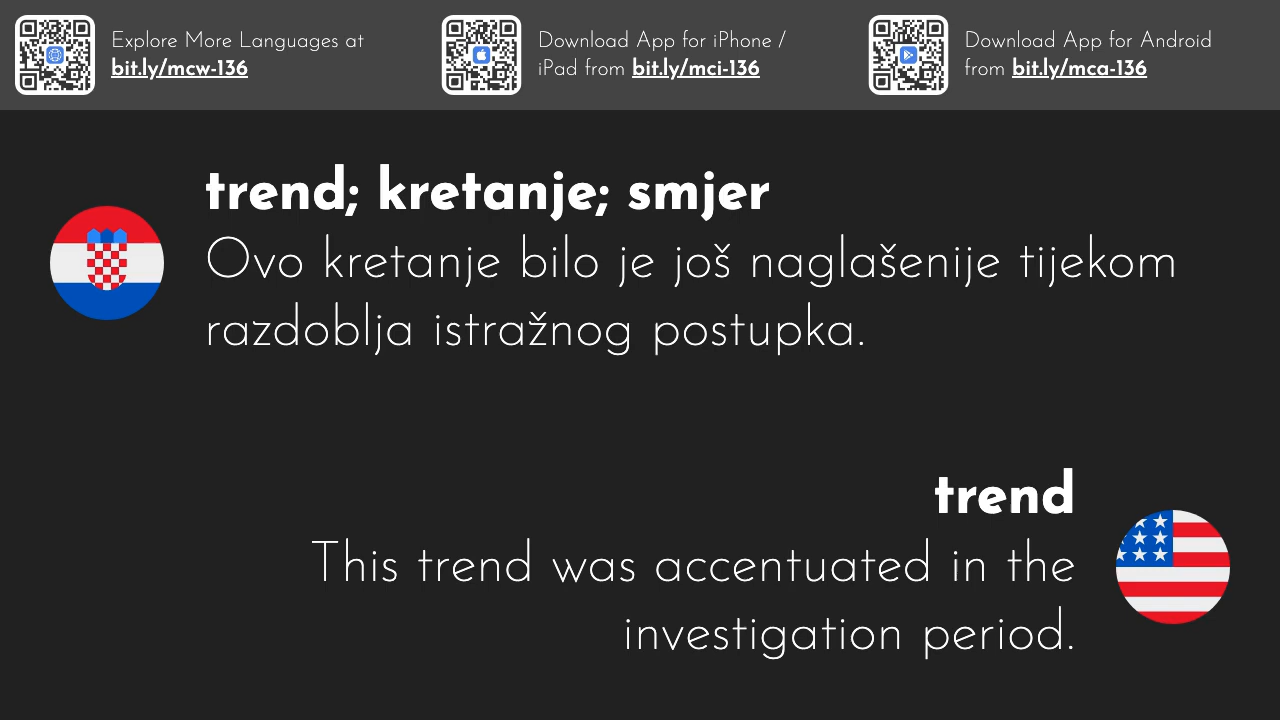 Explore More Languages at
bit.ly/mcw-136
Download App for iPhone /
iPad from bit.ly/mci-136
Download App for Android
from bit.ly/mca-136
trend; kretanje; smjer
Ovo kretanje bilo je još naglašenije tijekom
razdoblja istražnog postupka.
trend
This trend was accentuated in the
investigation period.